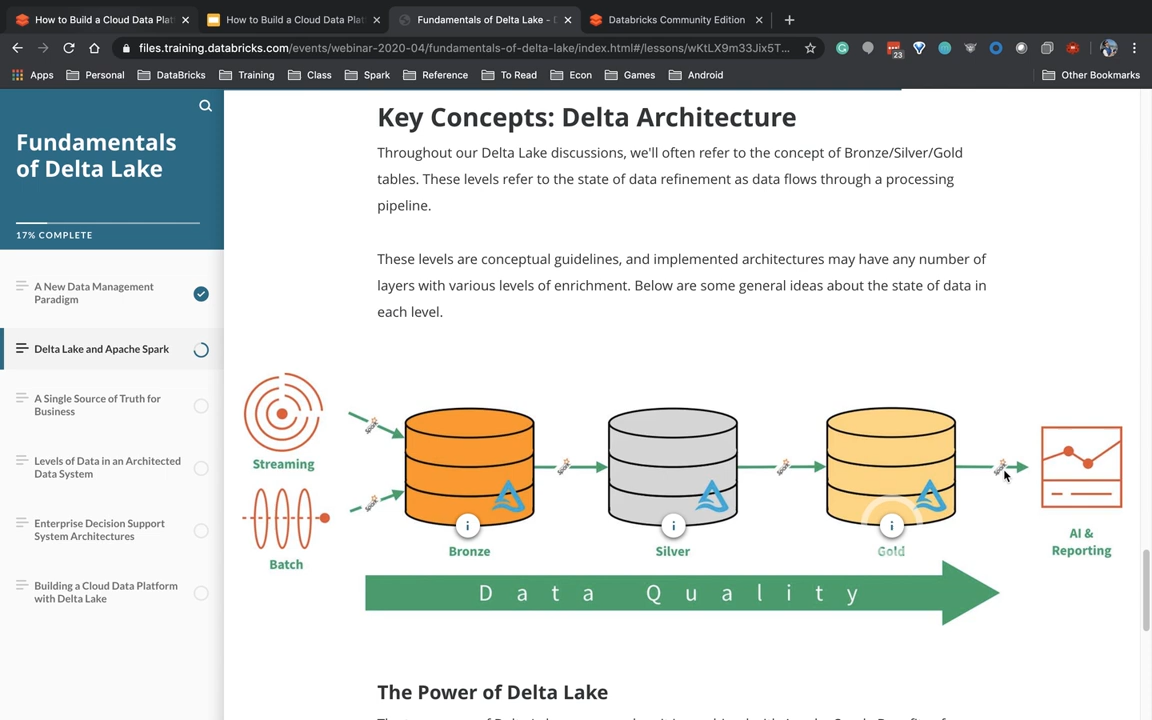 How to Build a Cloud Data Plat
How to Build a Cloud Data Plat
Fundamentals of Delta Lake -
Databricks Community Edition
files.training.databricks.com/events/webinar-2020-04/fundamentals-of-delta-lake/index.html#/lessons/wKtLX9m33Jix5T...
23
Apps
Personal
DataBricks
Training
Class
Spark
Reference
To Read
Econ
Games
Android
Other Bookmarks
Fundamentals
of Delta Lake
17% COMPLETE
A New Data Management
Paradigm
Delta Lake and Apache Spark
A Single Source of Truth for
Business
Levels of Data in an Architected
Data System
Enterprise Decision Support
System Architectures
Building a Cloud Data Platform
with Delta Lake
Key Concepts: Delta Architecture
Throughout our Delta Lake discussions, we'll often refer to the concept of Bronze/Silver/Gold
tables. These levels refer to the state of data refinement as data flows through a processing
pipeline.
These levels are conceptual guidelines, and implemented architectures may have any number of
layers with various levels of enrichment. Below are some general ideas about the state of data in
each level.
Streaming
Batch
i
Bronze
i
Silver
i
Gold
AI &
Reporting
Data Quality
The Power of Delta Lake